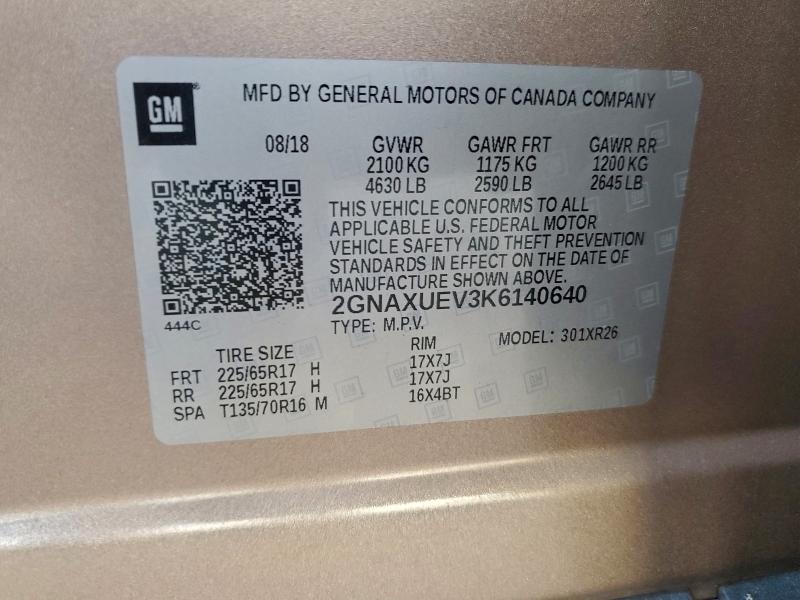 GM
MFD BY GENERAL MOTORS OF CANADA COMPANY
08/18 GVWR GAWR FRT GAWR RR
2100 KG 1175 KG 1200 KG
4630 LB 2590 LB 2645 LB
THIS VEHICLE CONFORMS TO ALL
APPLICABLE U.S. FEDERAL MOTOR
VEHICLE SAFETY AND THEFT PREVENTION
STANDARDS IN EFFECT ON THE DATE OF
MANUFACTURE SHOWN ABOVE.
2GNAXUEV3K6140640
444C
TYPE: M.P.V. MODEL: 301XR26
TIRE SIZE RIM
FRT 225/65R17 H 17X7J
RR 225/65R17 H 17X7J
SPA T135/70R16 M 16X4BT